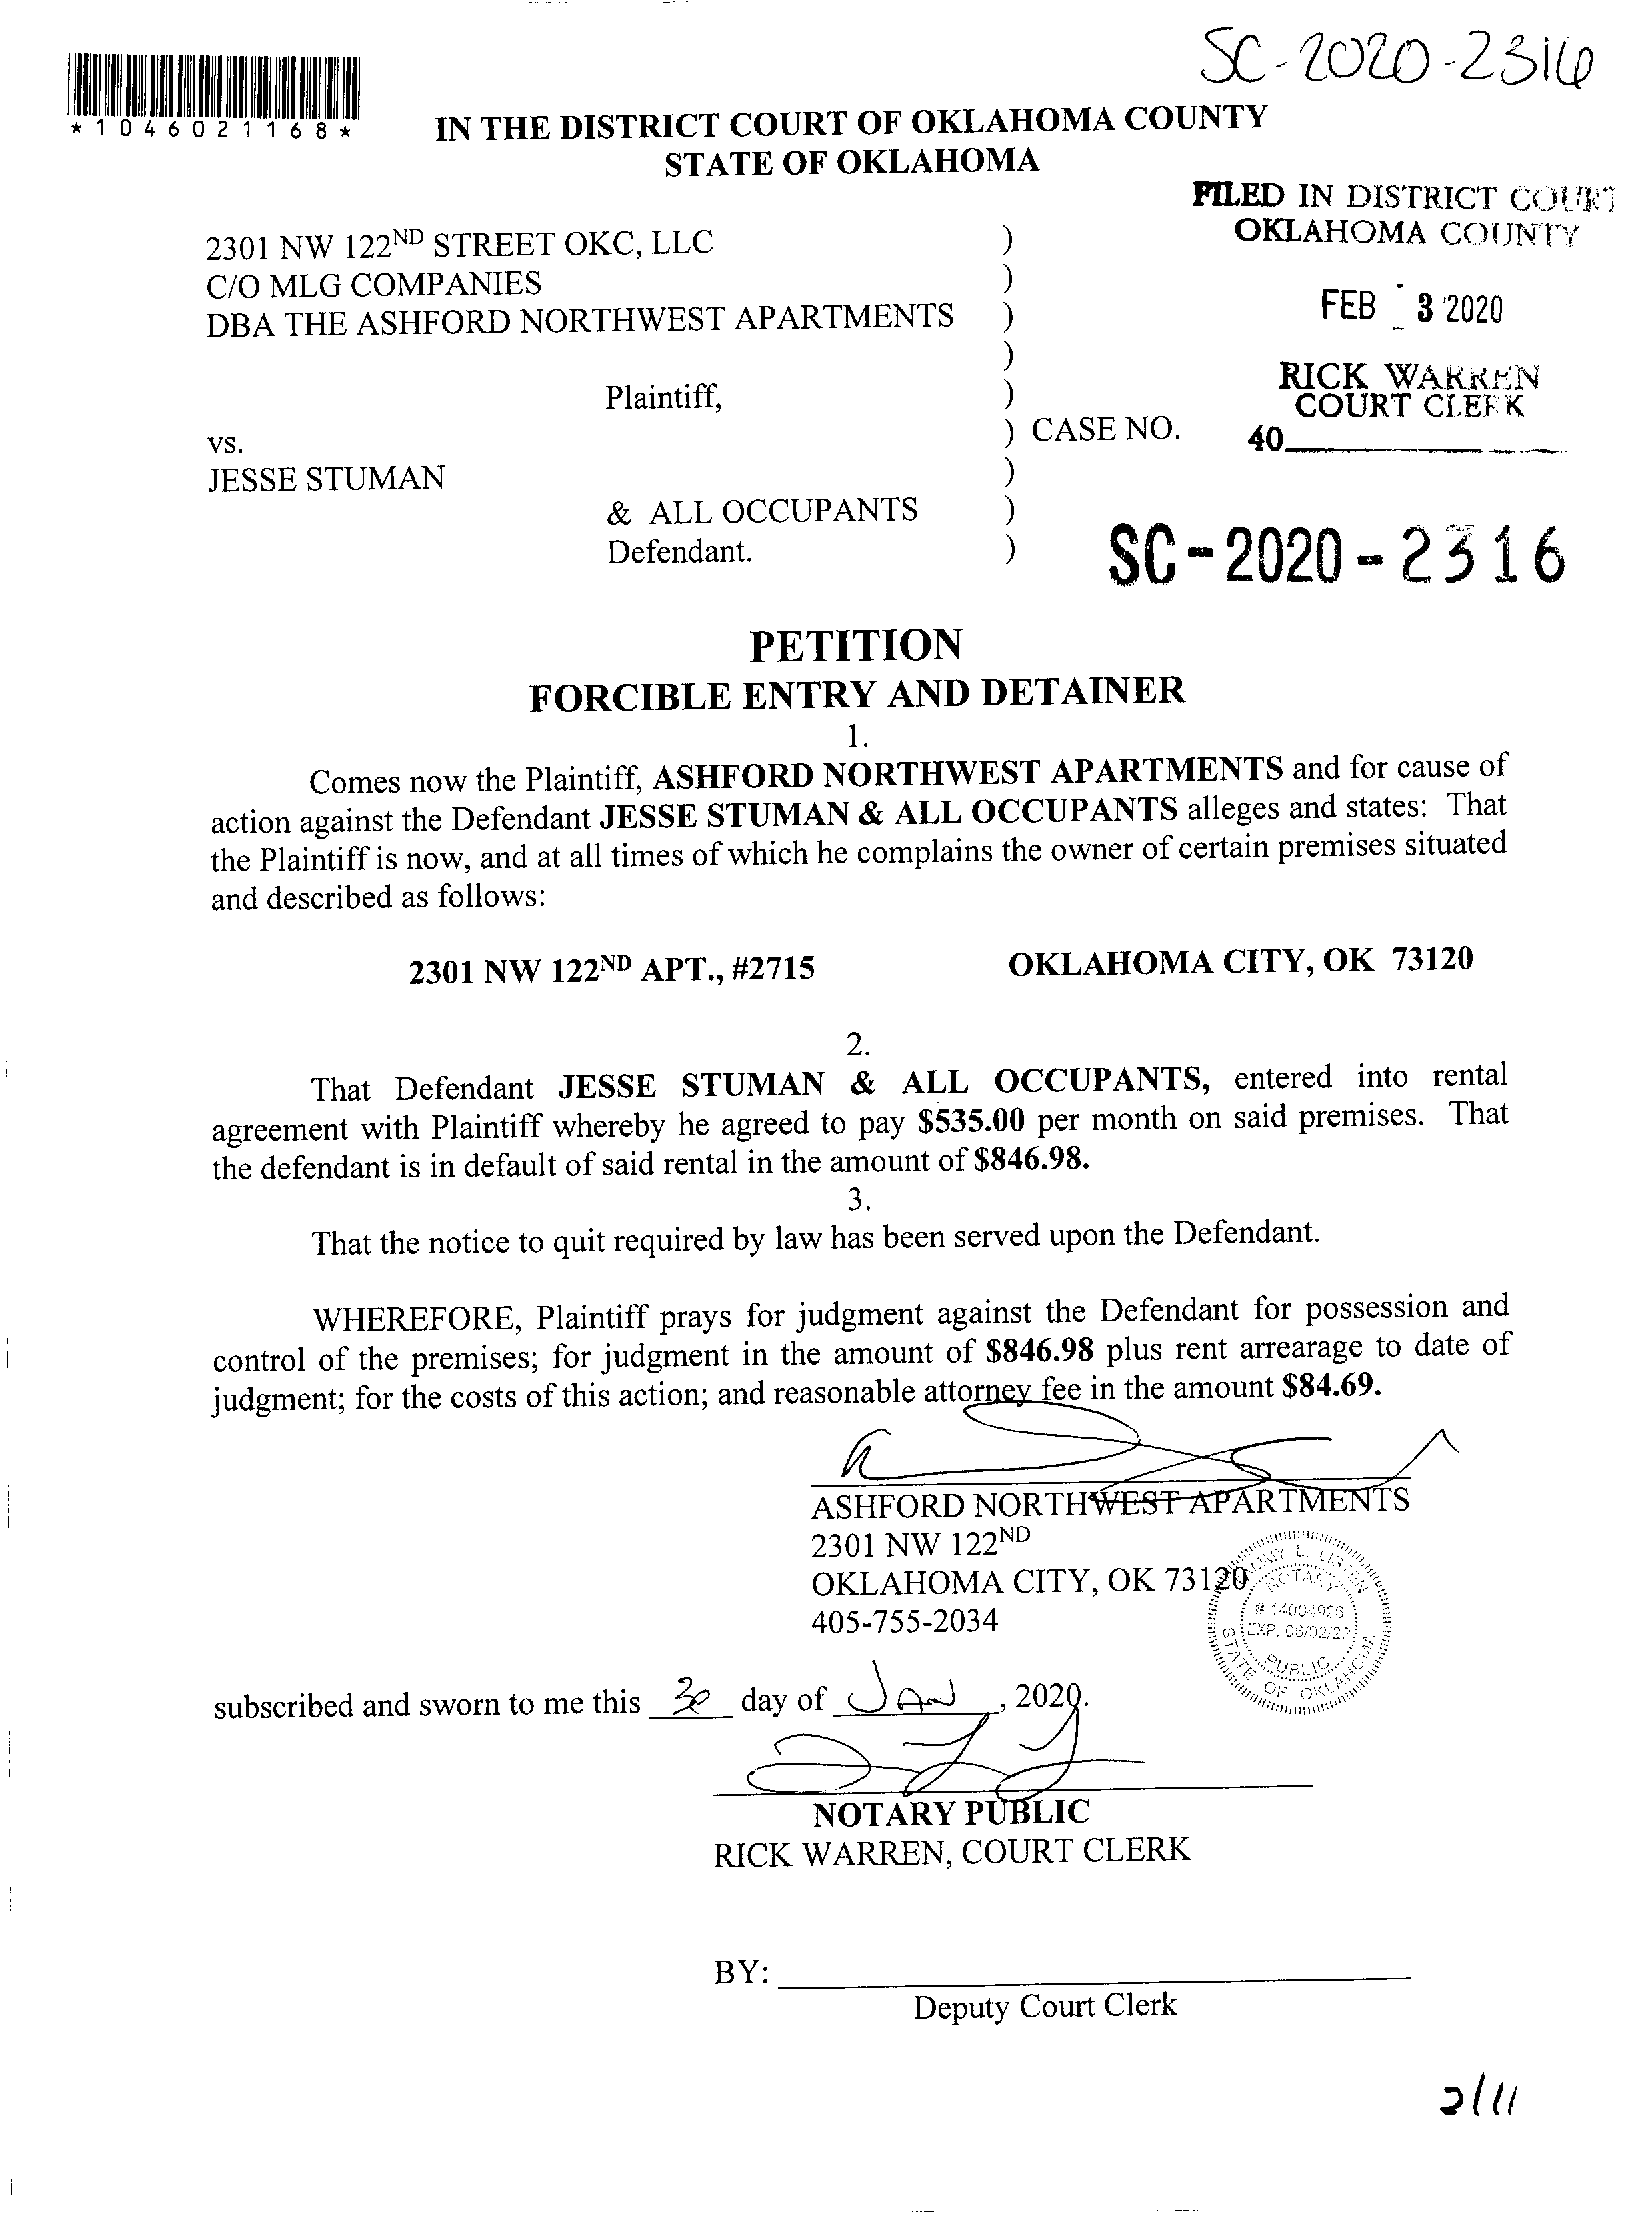 SC-2020-2316
*1046021168*
IN THE DISTRICT COURT OF OKLAHOMA COUNTY
STATE OF OKLAHOMA
FILED IN DISTRICT COURT
OKLAHOMA COUNTY
FEB - 3 2020
RICK WARREN
COURT CLERK
40
2301 NW 122ND STREET OKC, LLC )
C/O MLG COMPANIES )
DBA THE ASHFORD NORTHWEST APARTMENTS )
)
Plaintiff, )
vs. ) CASE NO.
JESSE STUMAN )
& ALL OCCUPANTS )
Defendant. )
SC-2020-2316
PETITION
FORCIBLE ENTRY AND DETAINER
1.
Comes now the Plaintiff, ASHFORD NORTHWEST APARTMENTS and for cause of
action against the Defendant JESSE STUMAN & ALL OCCUPANTS alleges and states: That
the Plaintiff is now, and at all times of which he complains the owner of certain premises situated
and described as follows:
2301 NW 122ND APT., #2715 OKLAHOMA CITY, OK 73120
2.
That Defendant JESSE STUMAN & ALL OCCUPANTS, entered into rental
agreement with Plaintiff whereby he agreed to pay $535.00 per month on said premises. That
the defendant is in default of said rental in the amount of $846.98.
3.
That the notice to quit required by law has been served upon the Defendant.
WHEREFORE, Plaintiff prays for judgment against the Defendant for possession and
control of the premises; for judgment in the amount of $846.98 plus rent arrearage to date of
judgment; for the costs of this action; and reasonable attorney fee in the amount $84.69.
ASHFORD NORTHWEST APARTMENTS
2301 NW 122ND
OKLAHOMA CITY, OK 73120
405-755-2034
NOTARY
EXP. 
PUBLIC
STATE OF OKLAHOMA
subscribed and sworn to me this 30 day of JAN, 2020.
NOTARY PUBLIC
RICK WARREN, COURT CLERK
BY:
Deputy Court Clerk
2/11